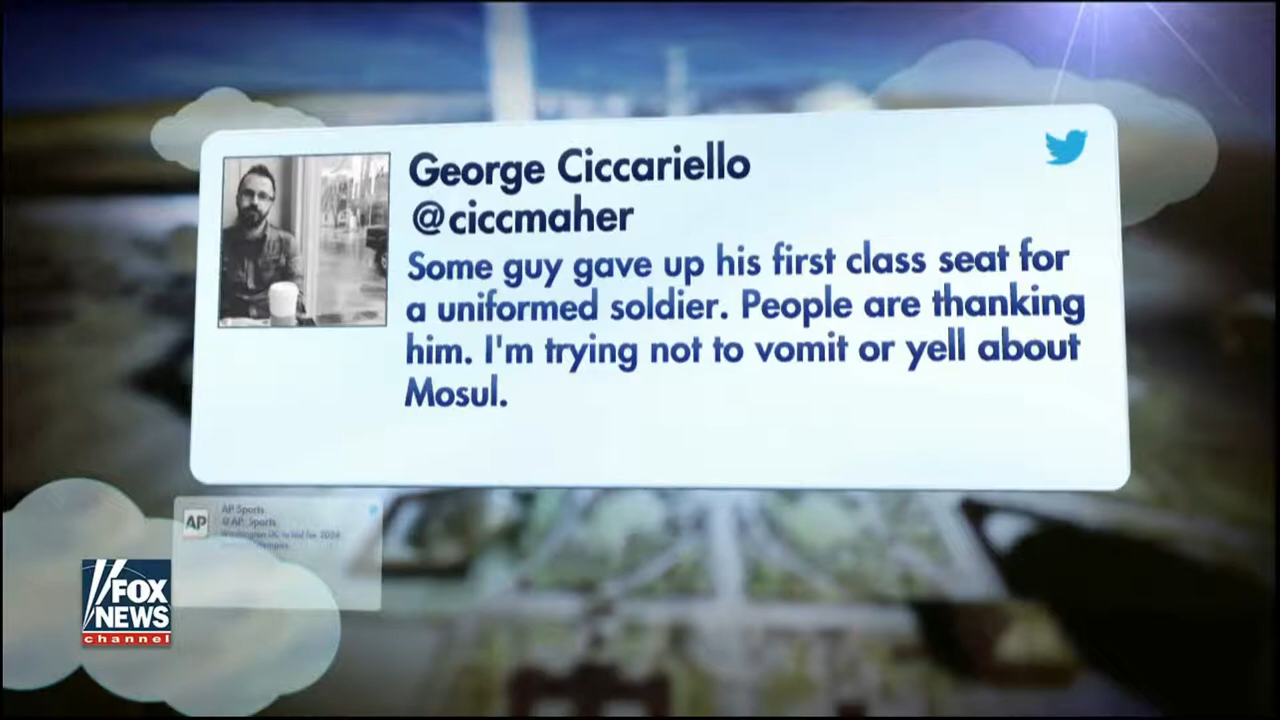 George Ciccariello
@ciccmaher
Some guy gave up his first class seat for
a uniformed soldier. People are thanking
him. I'm trying not to vomit or yell about
Mosul.
AP
AP Sports
@AP_Sports
FOX
NEWS
channel